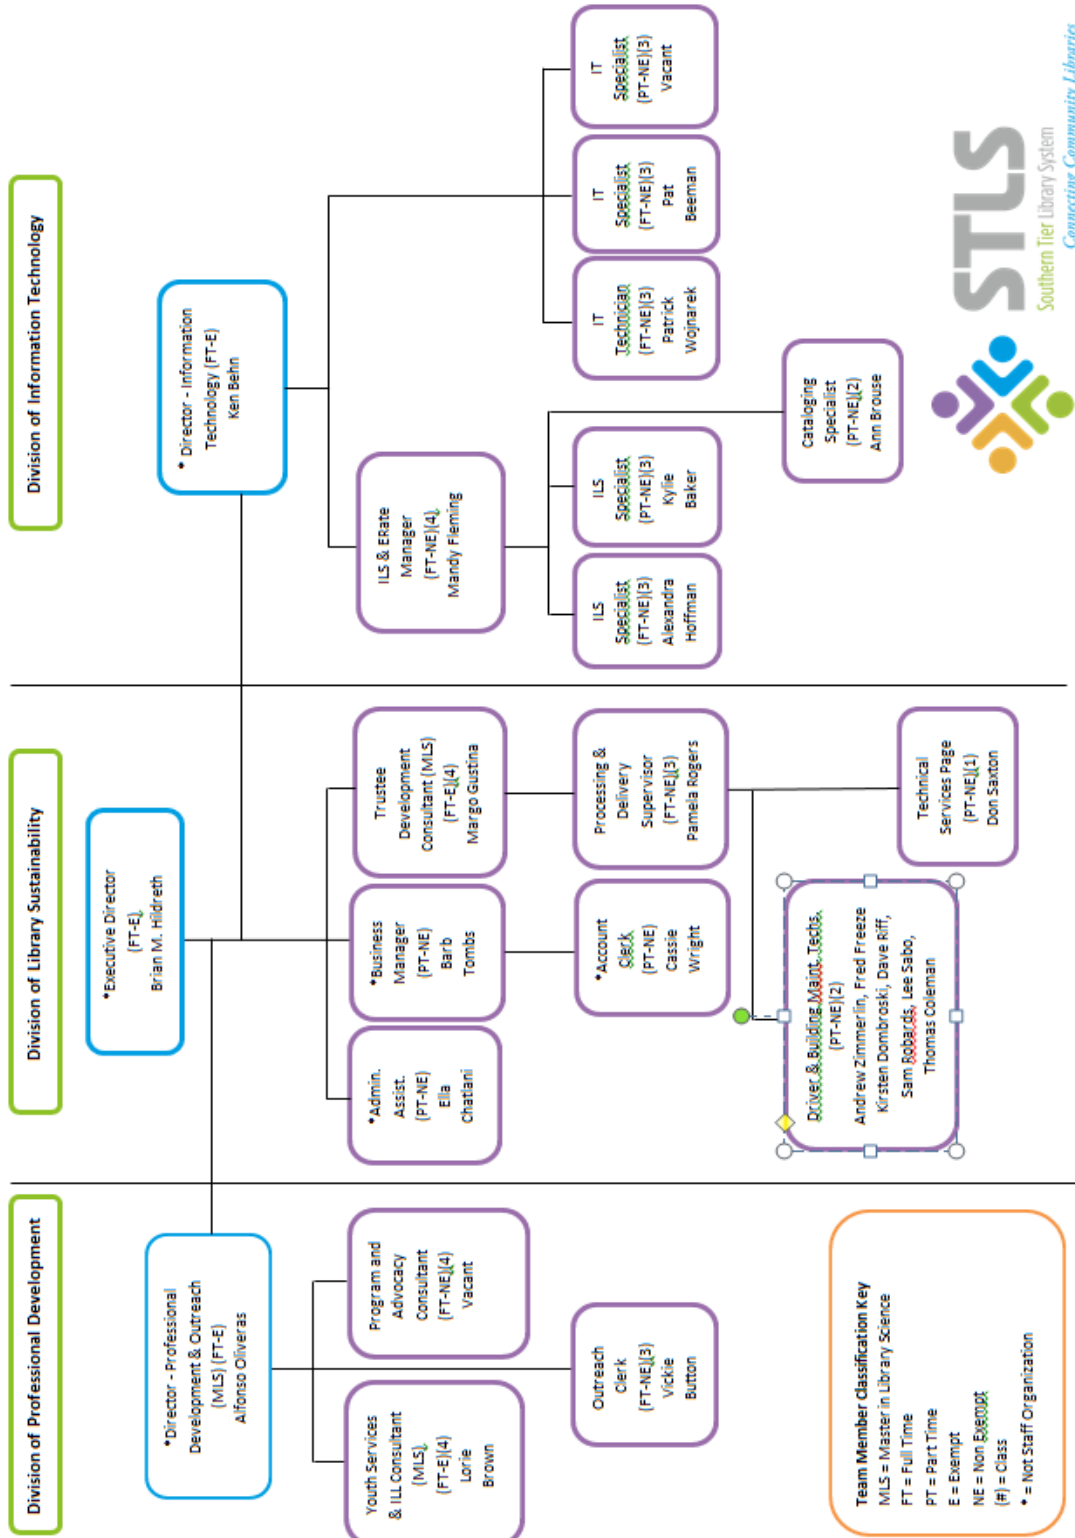 Division of Professional Development
Division of Library Sustainability
Division of Information Technology
*Executive Director
(FT-E)
Brian M. Hildreth
*Director - Professional
Development & Outreach
(MLS) (FT-E)
Alfonso Oliveras
* Director - Information
Technology (FT-E)
Ken Behn
Youth Services
& ILL Consultant
(MLS)
(FT-E)(4)
Lorie
Brown
Program and
Advocacy
Consultant
(FT-NE)(4)
Vacant
Outreach
Clerk
(FT-NE)(3)
Vickie
Button
*Admin.
Assist.
(PT-NE)
Ella
Chatlani
*Business
Manager
(PT-NE)
Barb
Tombs
Trustee
Development
Consultant (MLS)
(FT-E)(4)
Margo Gustina
*Account
Clerk
(PT-NE)
Cassie
Wright
Processing &
Delivery
Supervisor
(FT-NE)(3)
Pamela Rogers
Driver & Building Maint. Techs.
(PT-NE)(2)
Andrew Zimmerlin, Fred Freeze
Kirsten Dombroski, Dave Riff,
Sam Robards, Lee Sabo,
Thomas Coleman
Technical
Services Page
(PT-NE)(1)
Don Saxton
ILS & ERate
Manager
(FT-NE)(4)
Mandy Fleming
ILS
Specialist
(FT-NE)(3)
Alexandra
Hoffman
ILS
Specialist
(PT-NE)(3)
Kylie
Baker
Cataloging
Specialist
(PT-NE)(2)
Ann Brouse
IT
Technician
(FT-NE)(3)
Patrick
Wojnarek
IT
Specialist
(FT-NE)(3)
Pat
Beeman
IT
Specialist
(PT-NE)(3)
Vacant
Team Member Classification Key
MLS = Master in Library Science
FT = Full Time
PT = Part Time
E = Exempt
NE = Non Exempt
(#) = Class
* = Not Staff Organization
STLS
Southern Tier Library System
Connecting Community Libraries